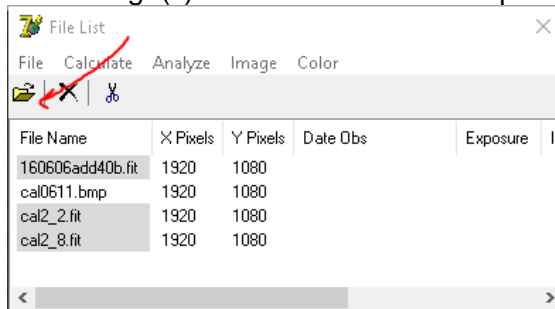 File List
File Calculate Analyze Image Color
File Name X Pixels Y Pixels Date Obs Exposure
160606add40b.fit 1920 1080
cal0611.bmp 1920 1080
cal2_2.fit 1920 1080
cal2_8.fit 1920 1080